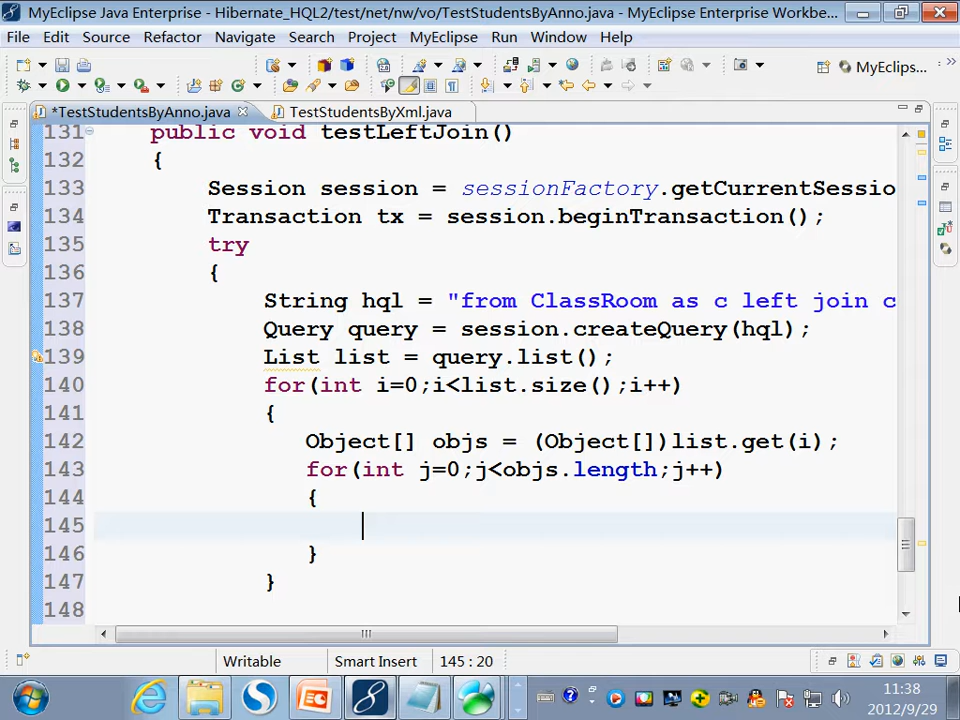 MyEclipse Java Enterprise - Hibernate_HQL2/test/net/nw/vo/TestStudentsByAnno.java - MyEclipse Enterprise Workbe...
File Edit Source Refactor Navigate Search Project MyEclipse Run Window Help
MyEclips...
*TestStudentsByAnno.java TestStudentsByXml.java
131 public void testLeftJoin()
132 {
133 Session session = sessionFactory.getCurrentSessio
134 Transaction tx = session.beginTransaction();
135 try
136 {
137 String hql = "from ClassRoom as c left join c
138 Query query = session.createQuery(hql);
139 List list = query.list();
140 for(int i=0;i<list.size();i++)
141 {
142 Object[] objs = (Object[])list.get(i);
143 for(int j=0;j<objs.length;j++)
144 {
145
146 }
147 }
148
Writable Smart Insert 145 : 20
11:38
2012/9/29